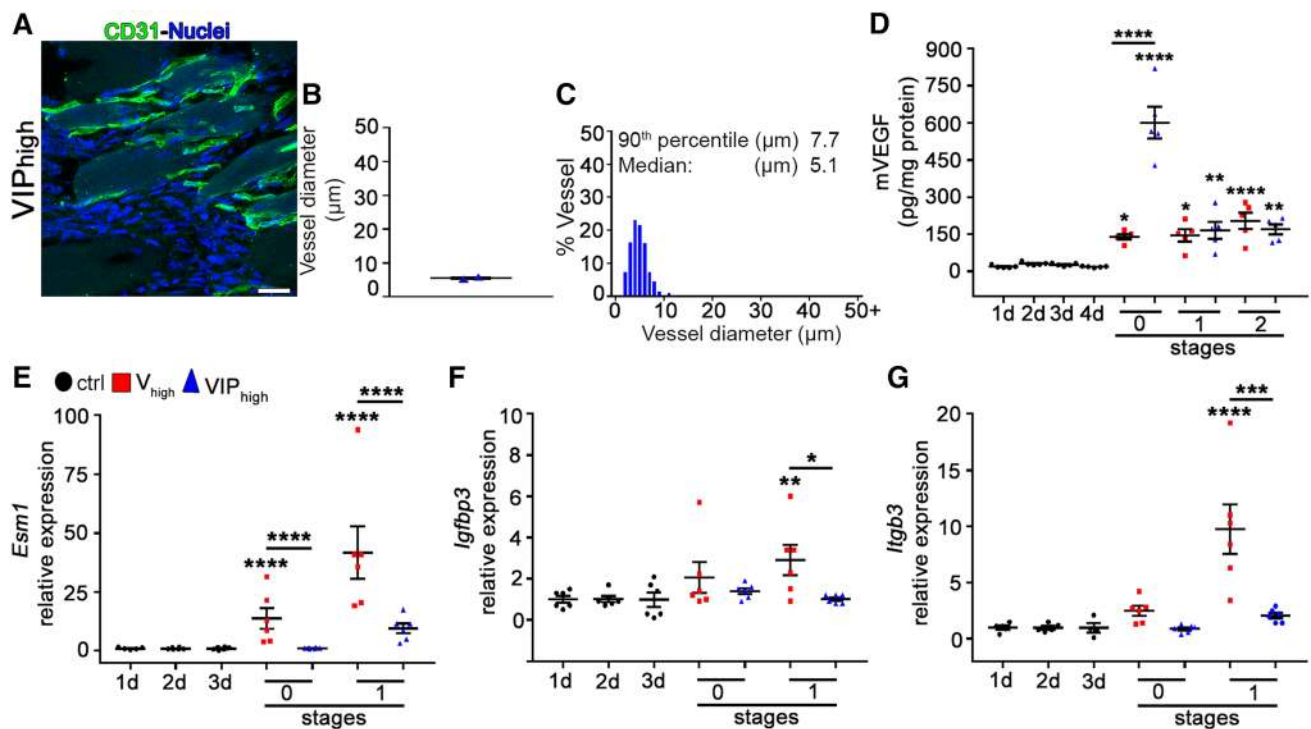 A
CD31-Nuclei
VIPhigh
B
50
40
30
20
10
0
Vessel diameter
(µm)
C
50
40
30
20
10
0
% Vessel
90th percentile (µm) 7.7
Median: (µm) 5.1
0 10 20 30 40 50+
Vessel diameter (µm)
D
900
750
600
450
300
150
0
mVEGF
(pg/mg protein)
****
****
* * ** **** **
1d 2d 3d 4d
0 1 2
stages
E
ctrl Vhigh VIPhigh
100
75
50
25
0
Esm1
relative expression
****
****
****
****
1d 2d 3d
0 1
stages
F
10
8
6
4
2
0
Igfbp3
relative expression
*
**
1d 2d 3d
0 1
stages
G
20
15
10
5
0
Itgb3
relative expression
***
****
1d 2d 3d
0 1
stages